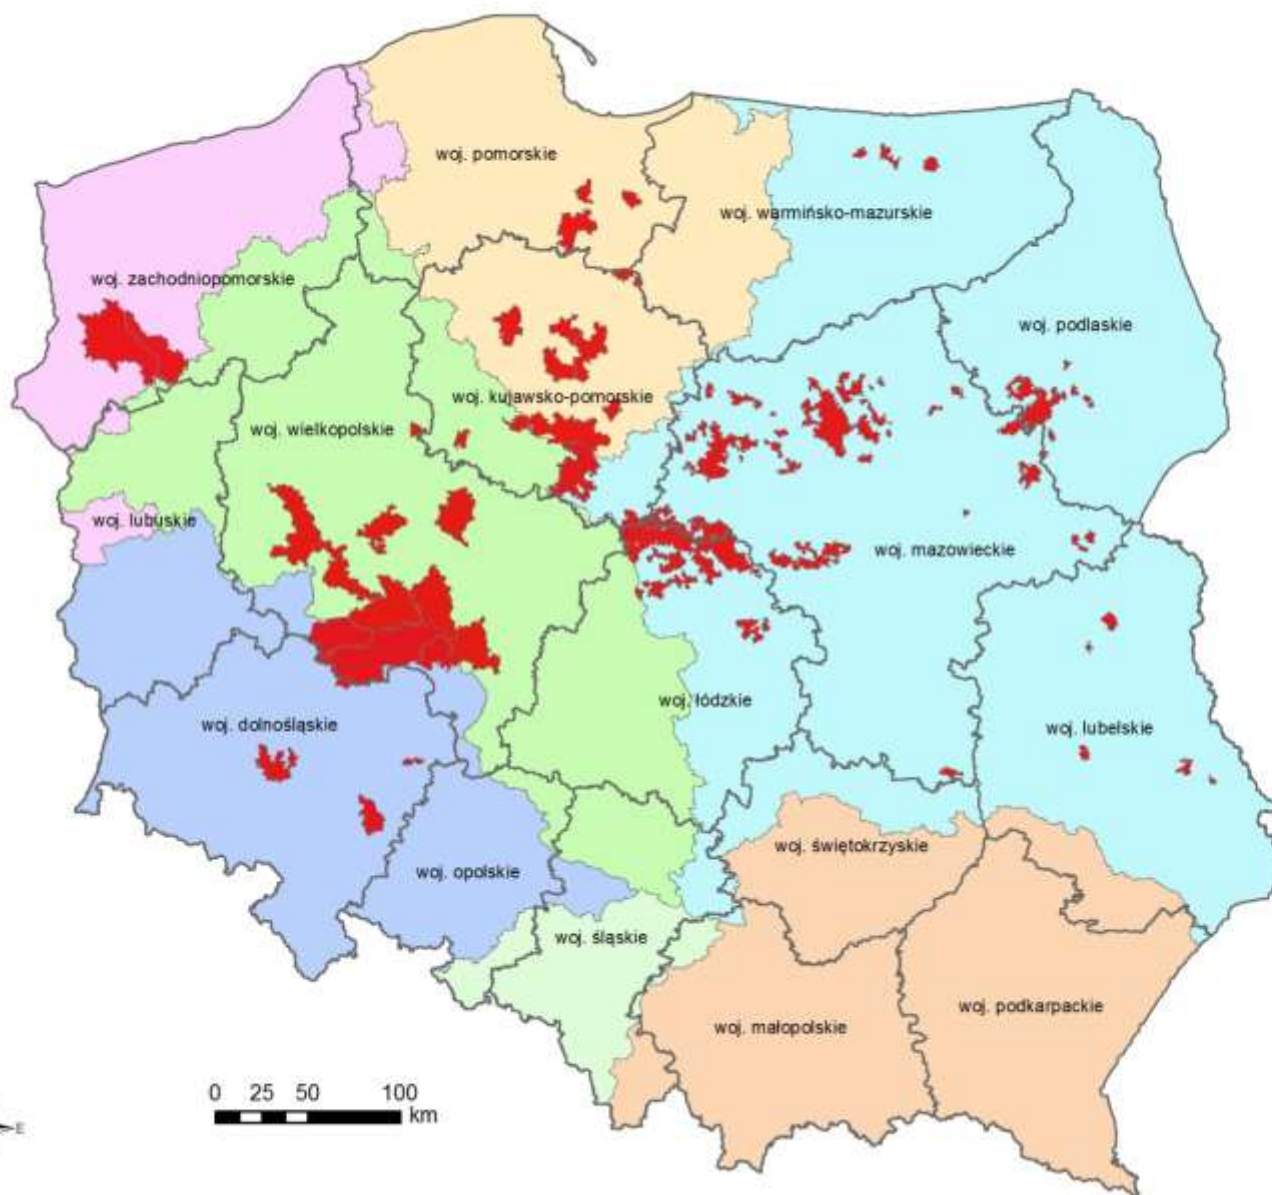 woj. pomorskie
woj. warmińsko-mazurskie
woj. zachodniopomorskie
woj. podlaskie
woj. kujawsko-pomorskie
woj. wielkopolskie
woj. lubuskie
woj. mazowieckie
woj. łódzkie
woj. dolnośląskie
woj. lubelskie
woj. świętokrzyskie
woj. opolskie
woj. śląskie
woj. podkarpackie
woj. małopolskie
0 25 50 100
km
E